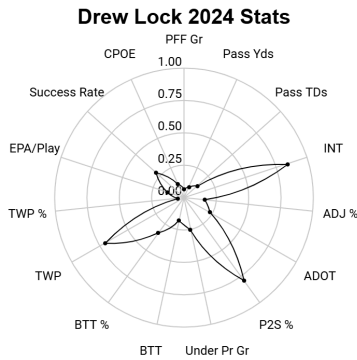 Drew Lock 2024 Stats
PFF Gr
CPOE
Pass Yds
1.00
Success Rate
0.75
Pass TDs
0.50
EPA/Play
INT
0.25
0.00
TWP %
ADJ %
TWP
ADOT
BTT %
P2S %
BTT
Under Pr Gr